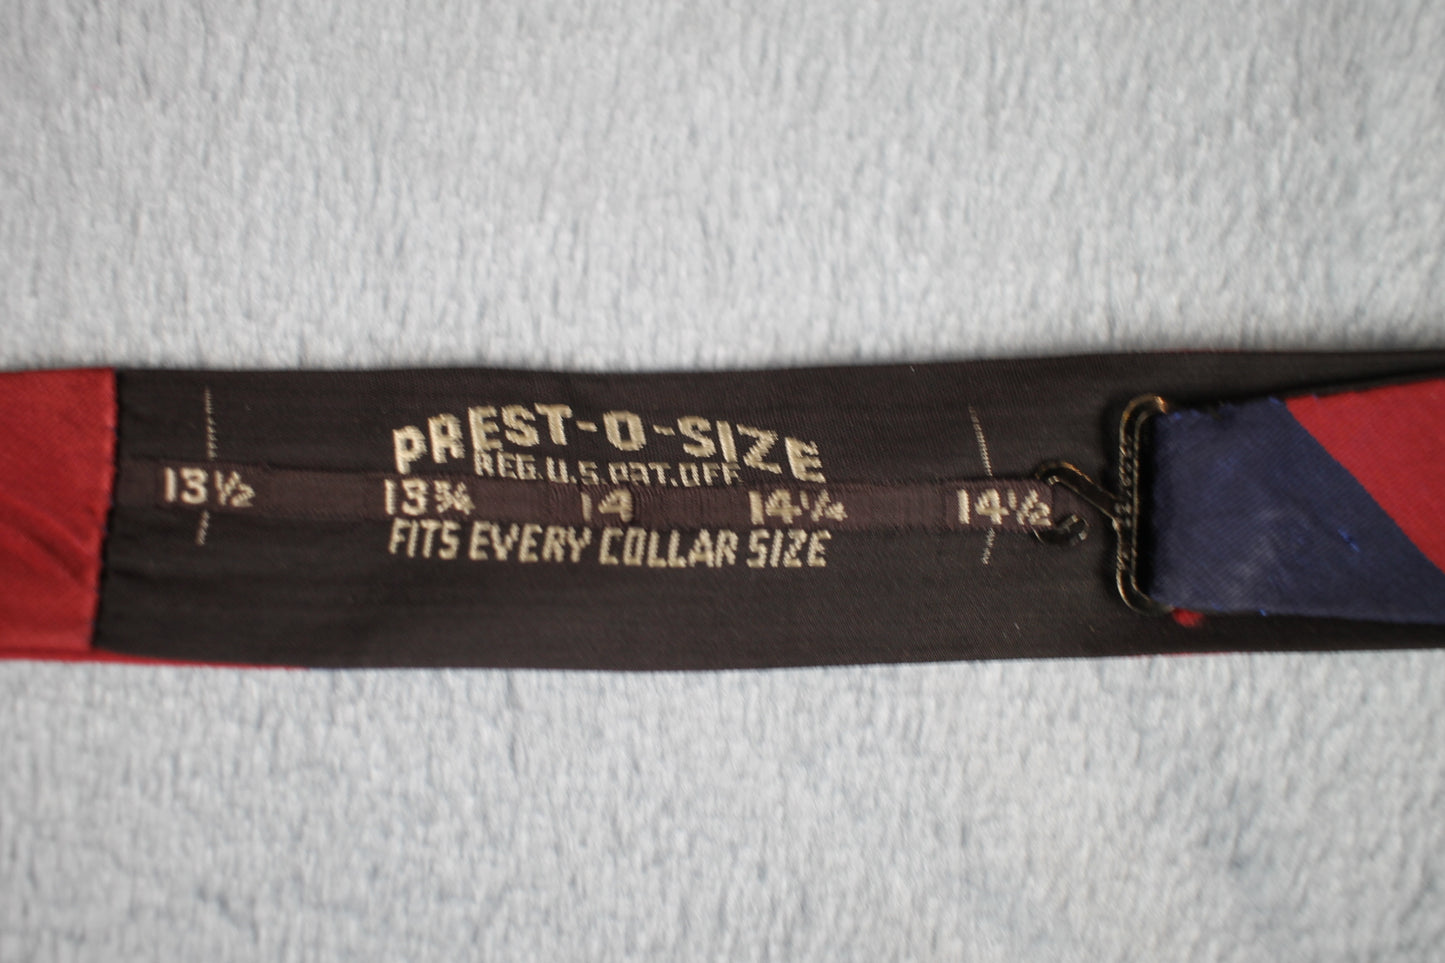 PREST-O-SIZE
REG.U.S.PAT.OFF
13½ 13¾ 14 14¼ 14½
FITS EVERY COLLAR SIZE